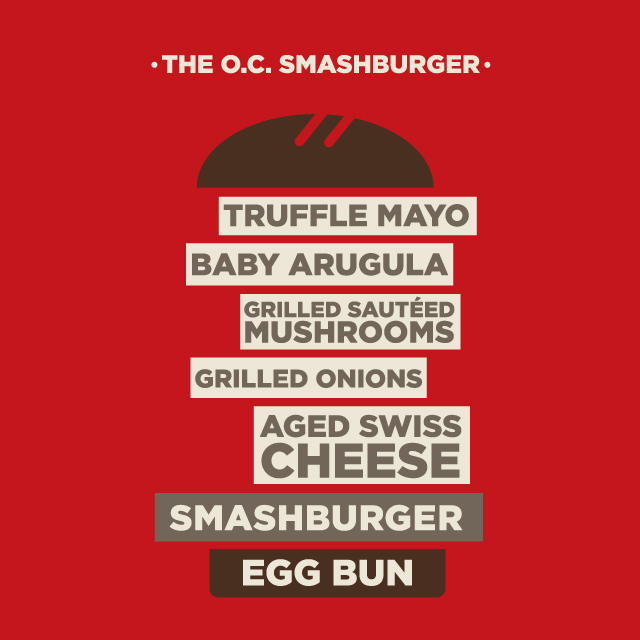 · THE O.C. SMASHBURGER ·
TRUFFLE MAYO
BABY ARUGULA
GRILLED SAUTÉED
MUSHROOMS
GRILLED ONIONS
AGED SWISS
CHEESE
SMASHBURGER
EGG BUN